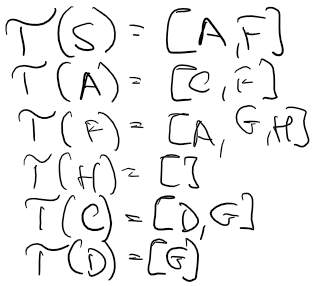 T(S) = [A,F]
T(A) = [C,F]
T(F) = [A,G,H]
T(H) = []
T(C) = [D,G]
T(D) = [G]